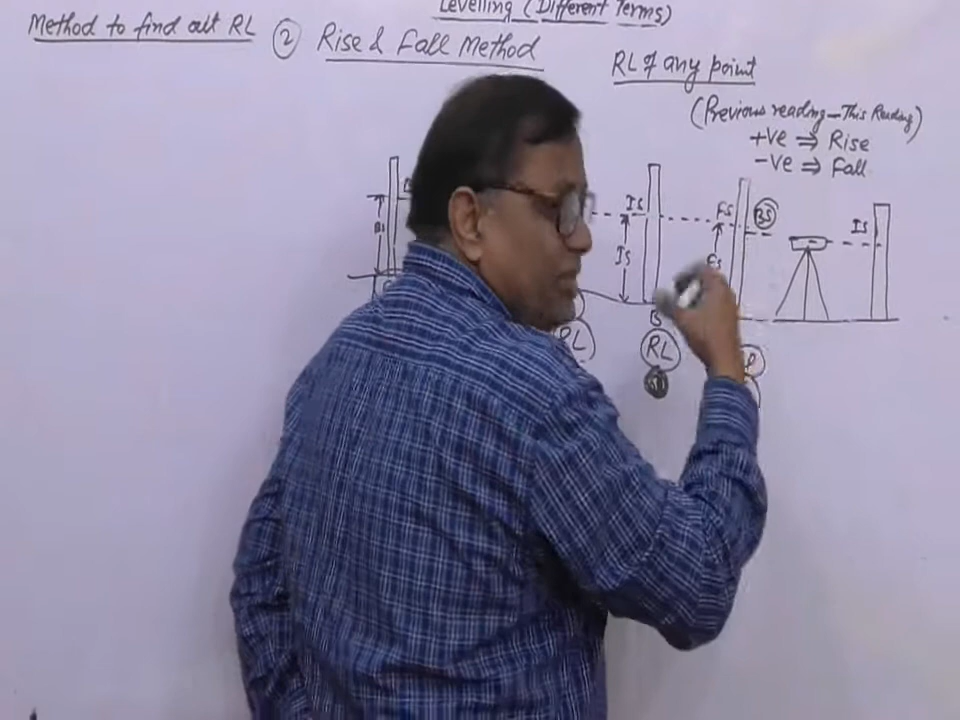 Levelling (Different Terms)
Method to find out RL
② Rise & Fall Method
RL of any point
(Previous reading - This Reading)
+ve ⇒ Rise
-ve ⇒ Fall
IS
FS
BS
IS
IS
FS
B
RL
RL